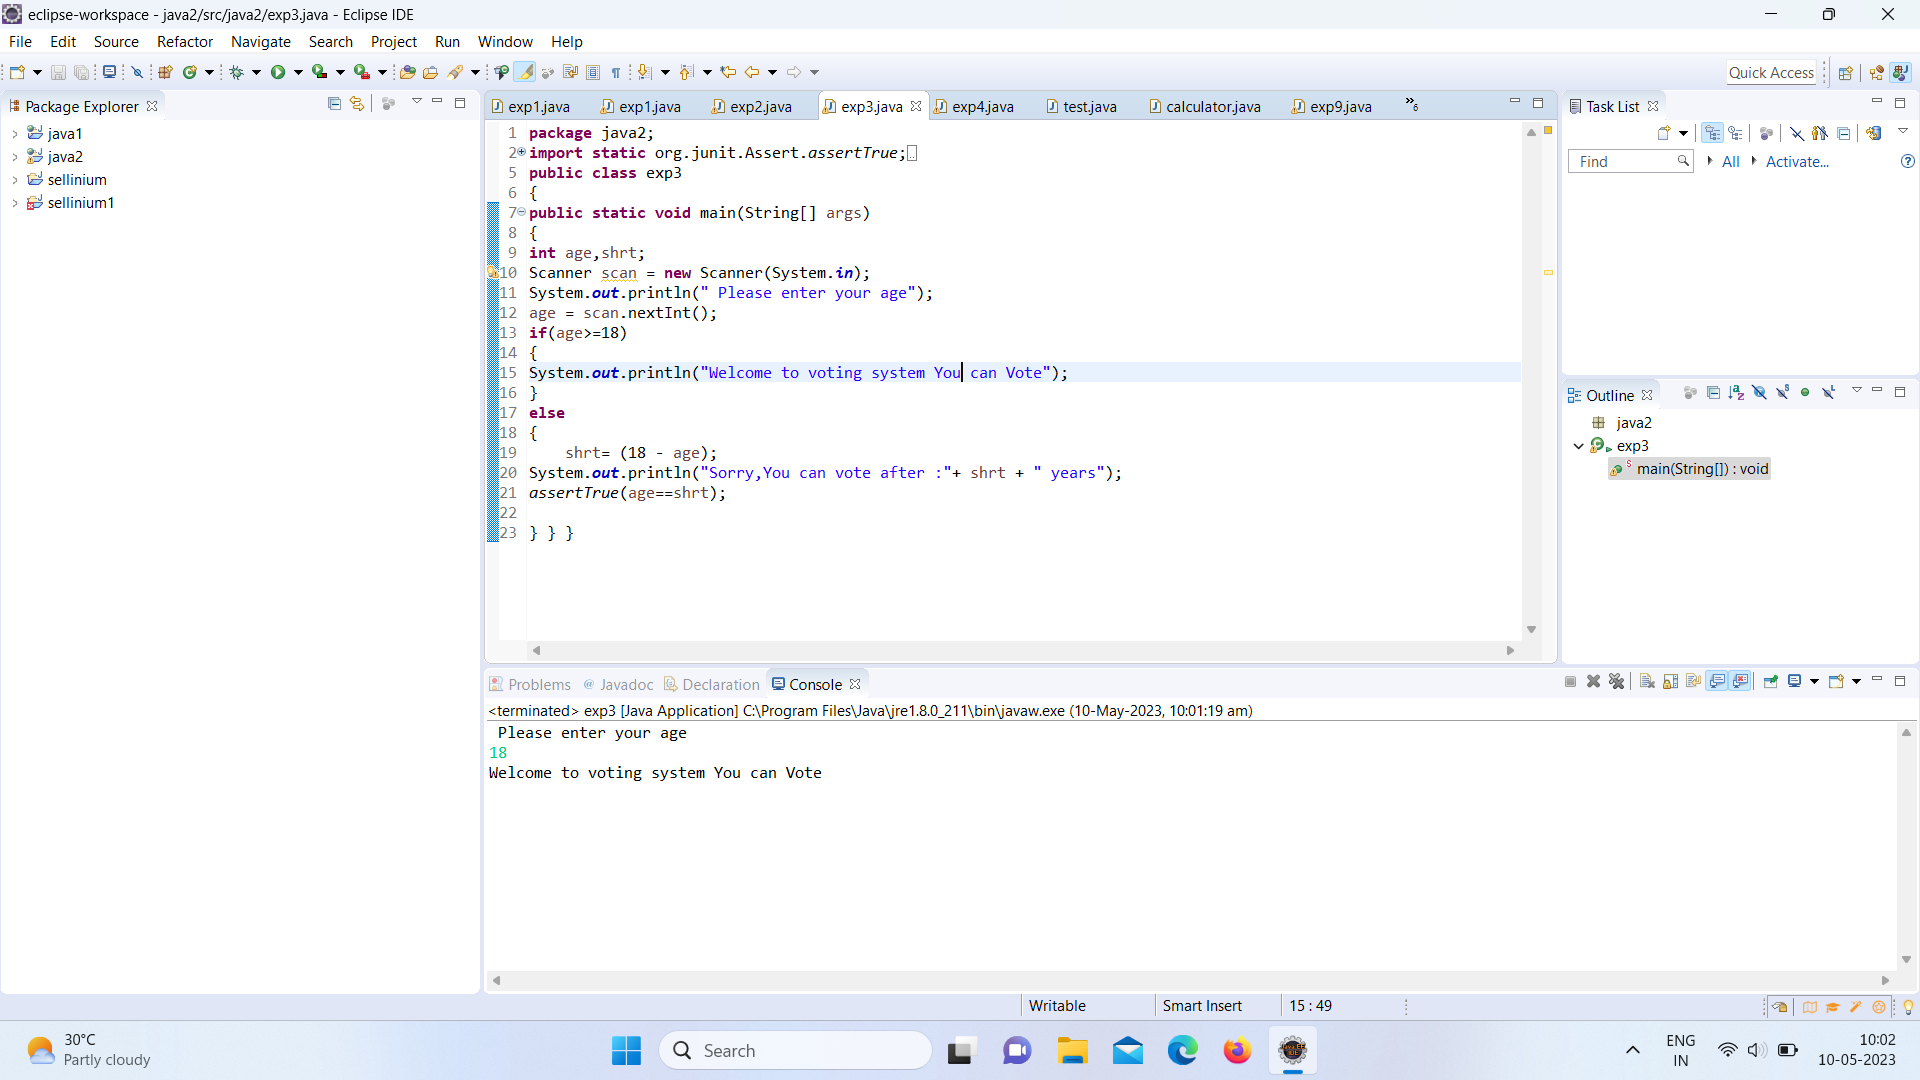 eclipse-workspace - java2/src/java2/exp3.java - Eclipse IDE
File Edit Source Refactor Navigate Search Project Run Window Help
Quick Access
Package Explorer
java1
java2
sellinium
sellinium1
exp1.java exp1.java exp2.java exp3.java exp4.java test.java calculator.java exp9.java »6
1 package java2;
2 import static org.junit.Assert.assertTrue;
5 public class exp3
6 {
7 public static void main(String[] args)
8 {
9 int age,shrt;
10 Scanner scan = new Scanner(System.in);
11 System.out.println(" Please enter your age");
12 age = scan.nextInt();
13 if(age>=18)
14 {
15 System.out.println("Welcome to voting system You can Vote");
16 }
17 else
18 {
19 shrt= (18 - age);
20 System.out.println("Sorry,You can vote after :"+ shrt + " years");
21 assertTrue(age==shrt);
22
23 } } }
Task List
Find All Activate...
Outline
java2
exp3
main(String[]) : void
Problems @ Javadoc Declaration Console
<terminated> exp3 [Java Application] C:\Program Files\Java\jre1.8.0_211\bin\javaw.exe (10-May-2023, 10:01:19 am)
Please enter your age
18
Welcome to voting system You can Vote
Writable Smart Insert 15 : 49
30°C
Partly cloudy
Search
ENG
IN
10:02
10-05-2023